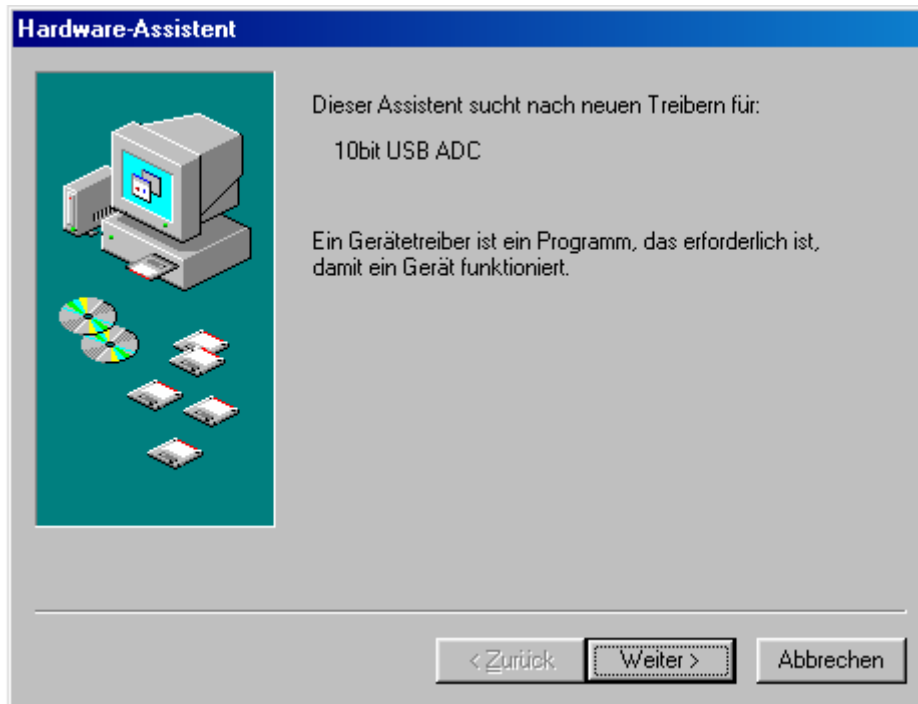 Hardware-Assistent
Dieser Assistent sucht nach neuen Treibern für:
10bit USB ADC
Ein Gerätetreiber ist ein Programm, das erforderlich ist,
damit ein Gerät funktioniert.
< Zurück
Weiter >
Abbrechen